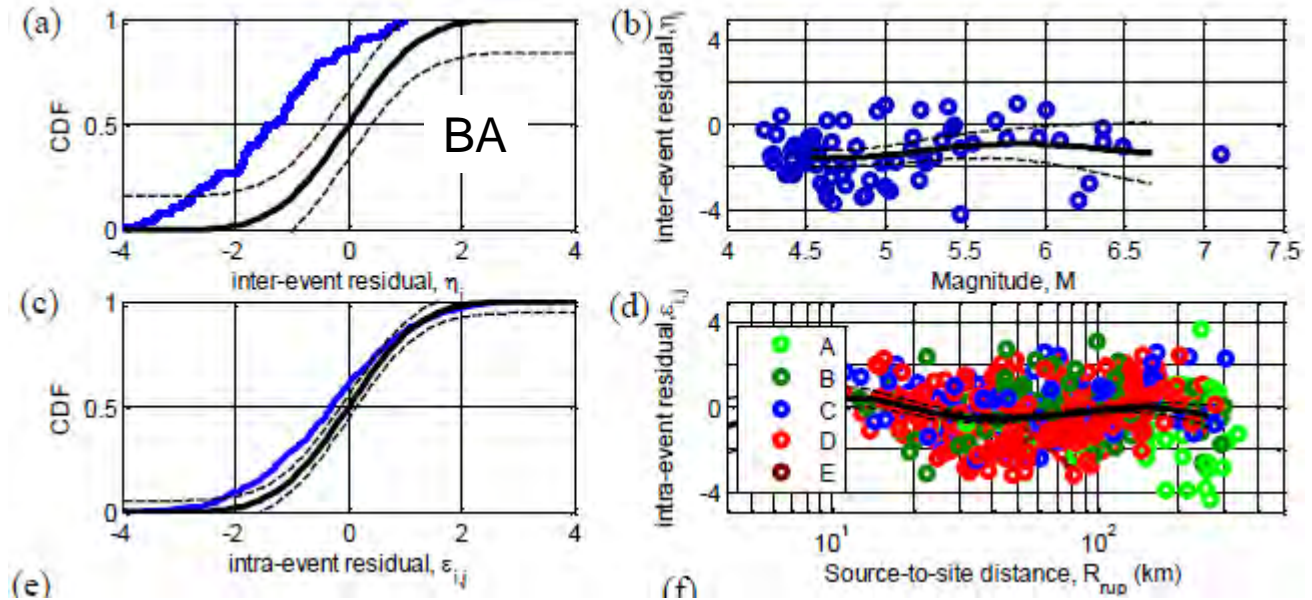 (a)
1
0.5
0
CDF
BA
-4
-2
0
2
4
inter-event residual, η_i
(b)
4
0
-4
inter-event residual, η_i
4
4.5
5
5.5
6
6.5
7
7.5
Magnitude, M
(c)
1
0.5
0
CDF
-4
-2
0
2
4
intra-event residual, ε_i,j
(d)
4
0
-4
Intra-event residual, ε_i,j
A
B
C
D
E
10^1
10^2
Source-to-site distance, R_rup (km)
(e)
(f)